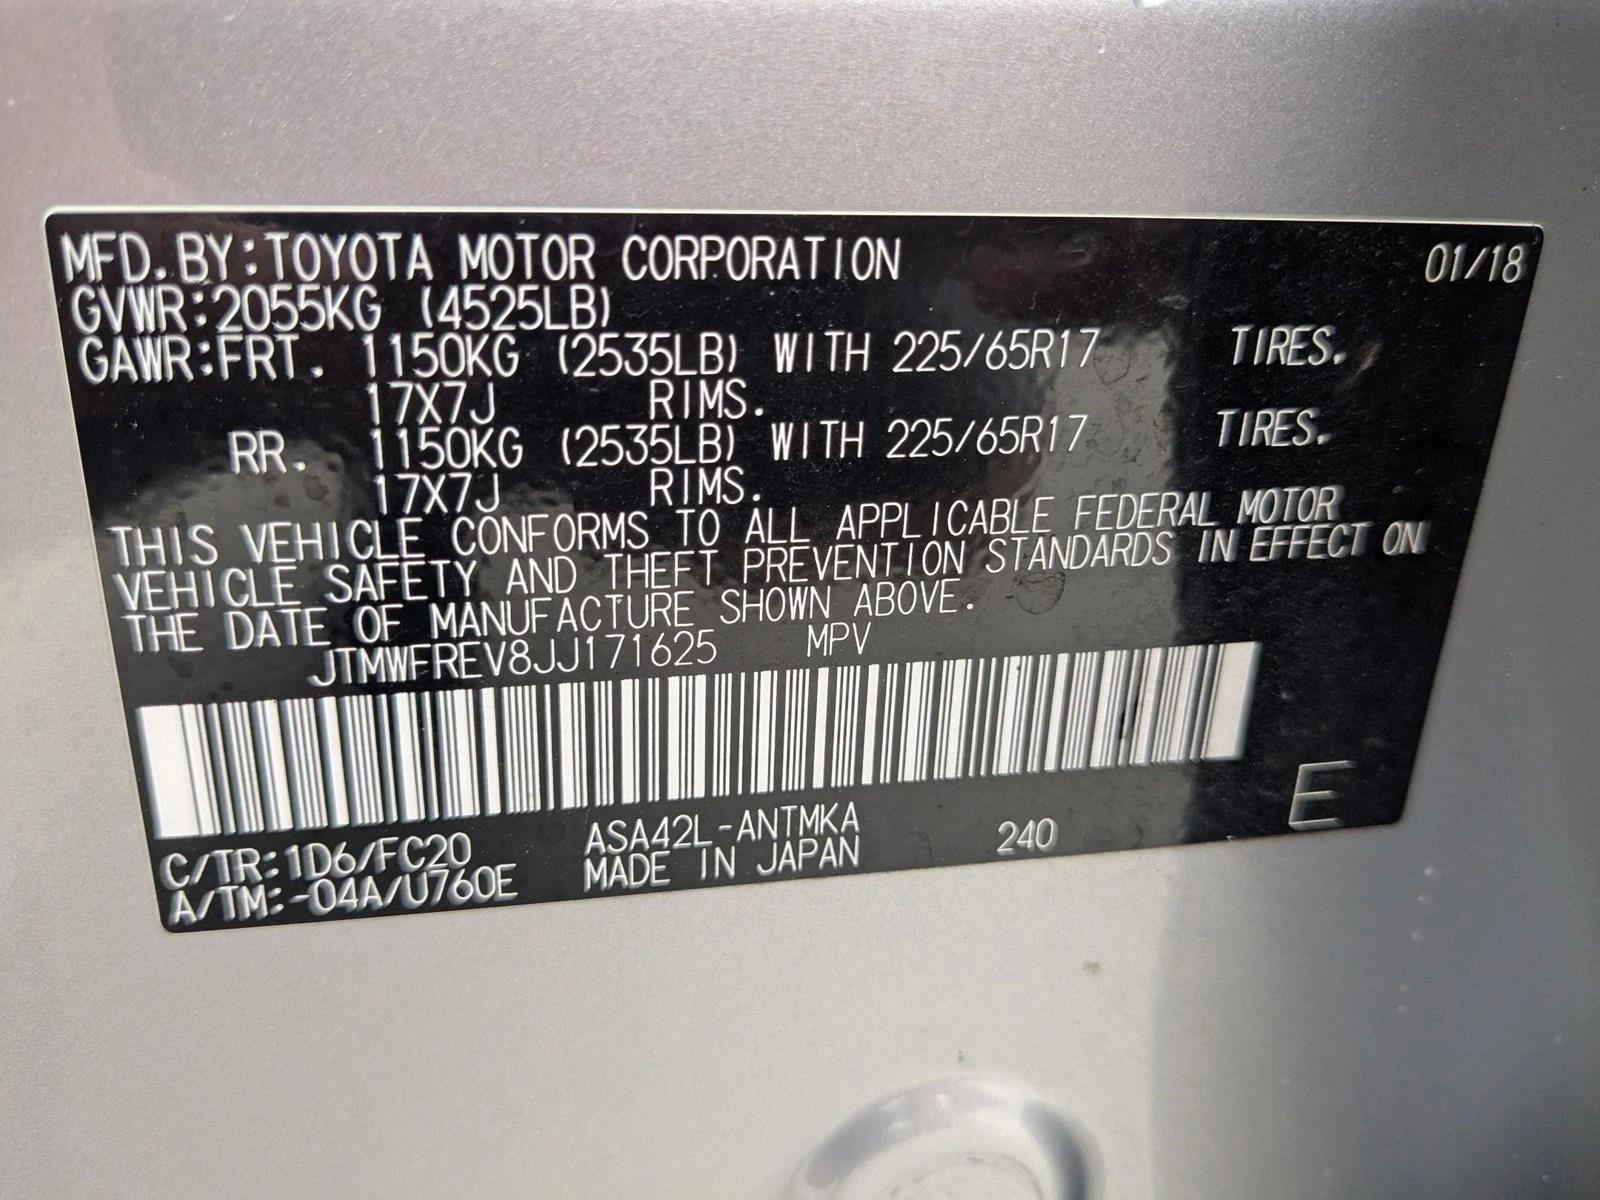 MFD. BY: TOYOTA MOTOR CORPORATION 01/18
GVWR: 2055KG (4525LB)
GAWR: FRT. 1150KG (2535LB) WITH 225/65R17 TIRES.
17X7J RIMS.
RR. 1150KG (2535LB) WITH 225/65R17 TIRES.
17X7J RIMS.
THIS VEHICLE CONFORMS TO ALL APPLICABLE FEDERAL MOTOR
VEHICLE SAFETY AND THEFT PREVENTION STANDARDS IN EFFECT ON
THE DATE OF MANUFACTURE SHOWN ABOVE.
JTMWFREV8JJ171625 MPV
E
C/TR: 1D6/FC20 ASA42L-ANTMKA 240
A/TM: -04A/U760E MADE IN JAPAN